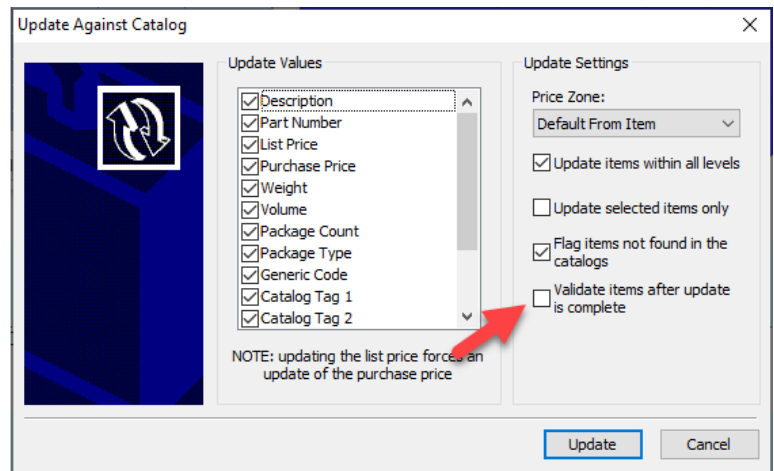 Update Against Catalog
Update Values
Description
Part Number
List Price
Purchase Price
Weight
Volume
Package Count
Package Type
Generic Code
Catalog Tag 1
Catalog Tag 2
NOTE: updating the list price forces an
update of the purchase price
Update Settings
Price Zone:
Default From Item
Update items within all levels
Update selected items only
Flag items not found in the
catalogs
Validate items after update
is complete
Update
Cancel